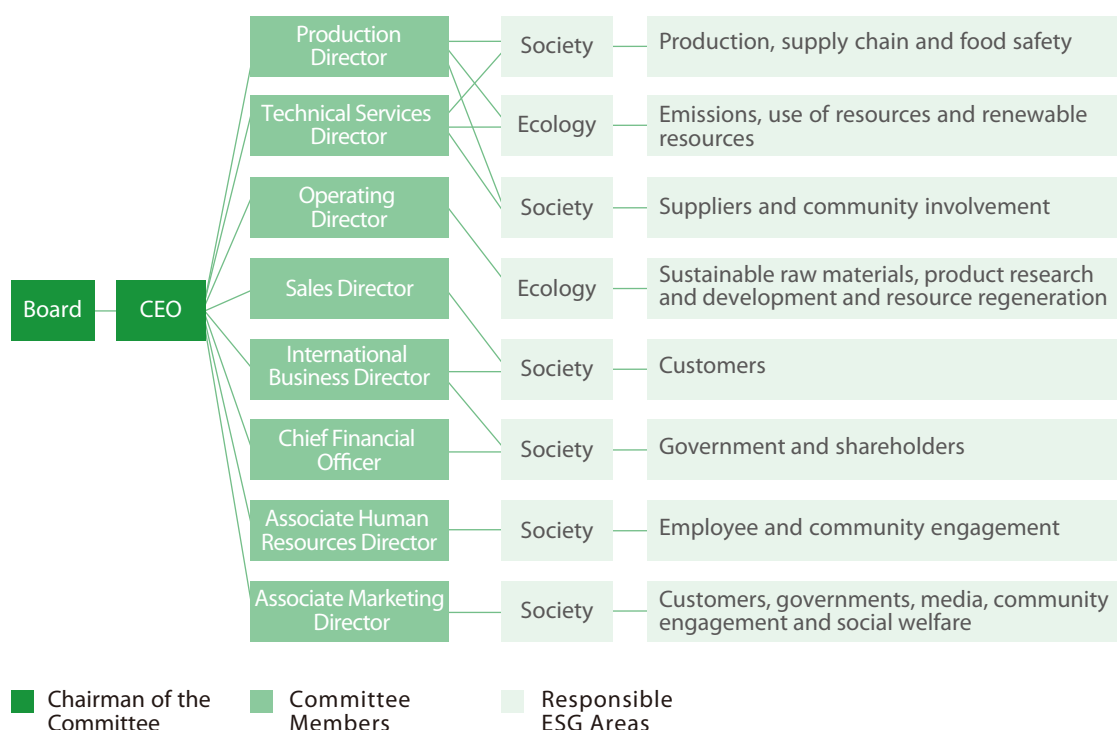 Production
Director
Society
Production, supply chain and food safety
Technical Services
Director
Ecology
Emissions, use of resources and renewable
resources
Operating
Director
Society
Suppliers and community involvement
Board
CEO
Sales Director
Ecology
Sustainable raw materials, product research
and development and resource regeneration
International
Business Director
Society
Customers
Chief Financial
Officer
Society
Government and shareholders
Associate Human
Resources Director
Society
Employee and community engagement
Associate Marketing
Director
Society
Customers, governments, media, community
engagement and social welfare
Chairman of the
Committee
Committee
Members
Responsible
ESG Areas